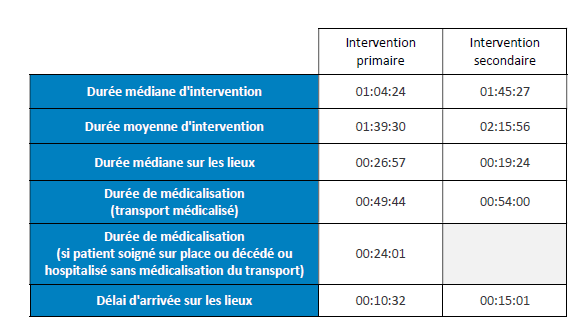 Intervention primaire
Intervention secondaire
Durée médiane d'intervention 01:04:24 01:45:27
Durée moyenne d'intervention 01:39:30 02:15:56
Durée médiane sur les lieux 00:26:57 00:19:24
Durée de médicalisation
(transport médicalisé) 00:49:44 00:54:00
Durée de médicalisation
(si patient soigné sur place ou décédé ou
hospitalisé sans médicalisation du transport) 00:24:01
Délai d'arrivée sur les lieux 00:10:32 00:15:01